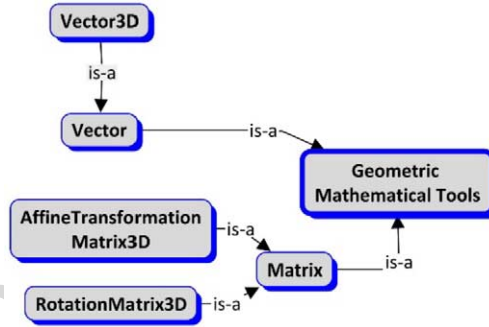 Vector3D
is-a
Vector
is-a
Geometric
Mathematical Tools
AffineTransformation
Matrix3D
is-a
Matrix
is-a
RotationMatrix3D
is-a